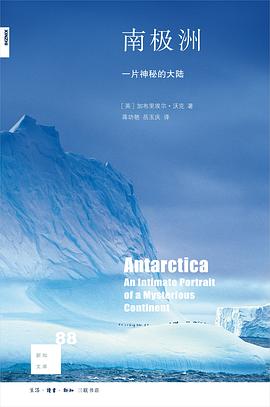 XINZHI
南极洲
一片神秘的大陆
[英] 加布里埃尔·沃克 著
蒋功艳 岳玉庆 译
Antarctica
An Intimate Portrait
of a Mysterious
Continent
88
新知
文库
生活·读书·新知 三联书店